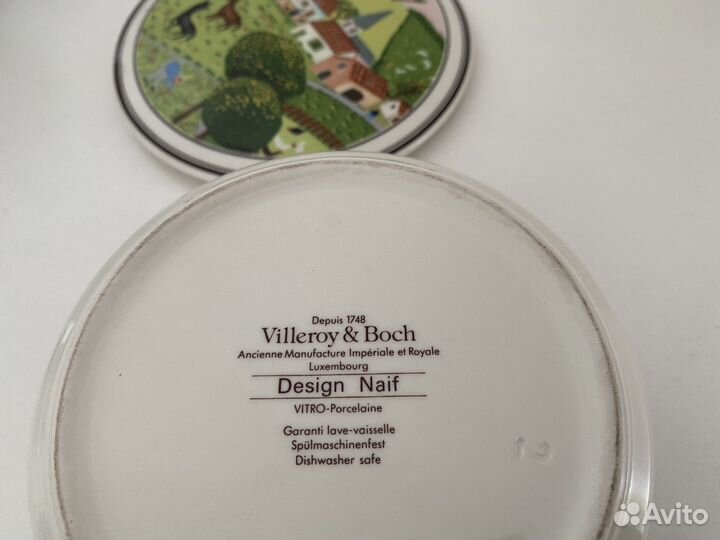 Depuis 1748
Villeroy & Boch
Ancienne Manufacture Impériale et Royale
Luxembourg
Design Naif
VITRO-Porcelaine
Garanti lave-vaisselle
Spülmaschinenfest
Dishwasher safe
Avito